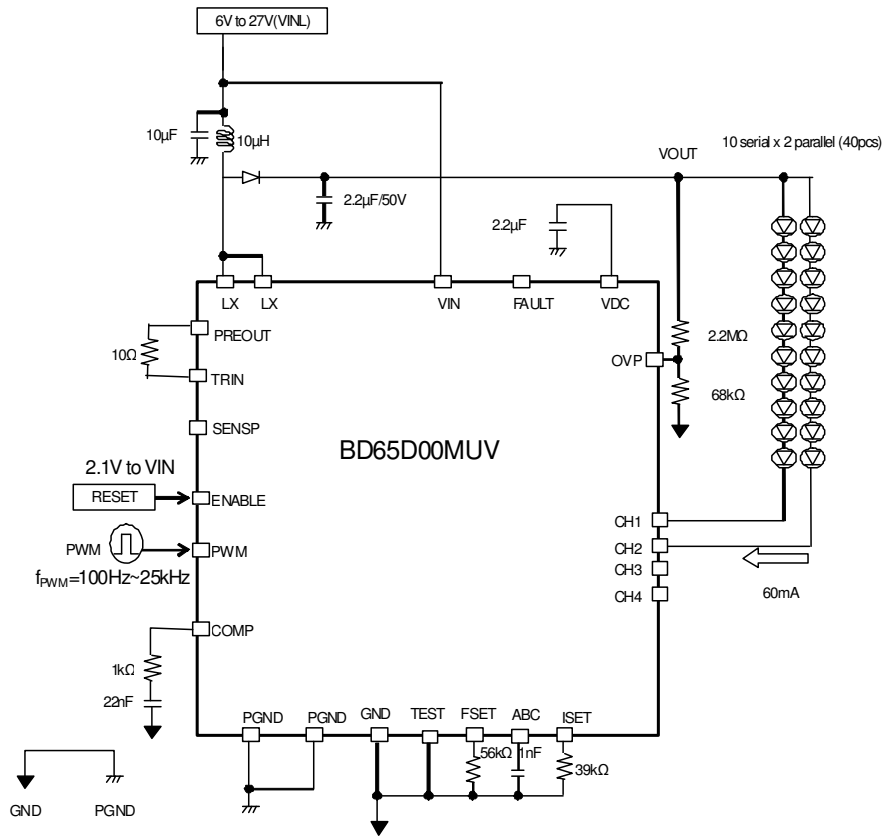 6V to 27V(VINL)
10µF
10µH
10 serial x 2 parallel (40pcs)
VOUT
2.2µF/50V
2.2µF
LX
LX
VIN
FAULT
VDC
PREOUT
10Ω
TRIN
2.2MΩ
OVP
68kΩ
SENSP
BD65D00MUV
2.1V to VIN
RESET
ENABLE
PWM
PWM
fPWM=100Hz~25kHz
CH1
CH2
CH3
CH4
60mA
COMP
1kΩ
22nF
PGND
PGND
GND
TEST
FSET
ABC
ISET
56kΩ
1nF
39kΩ
GND
PGND